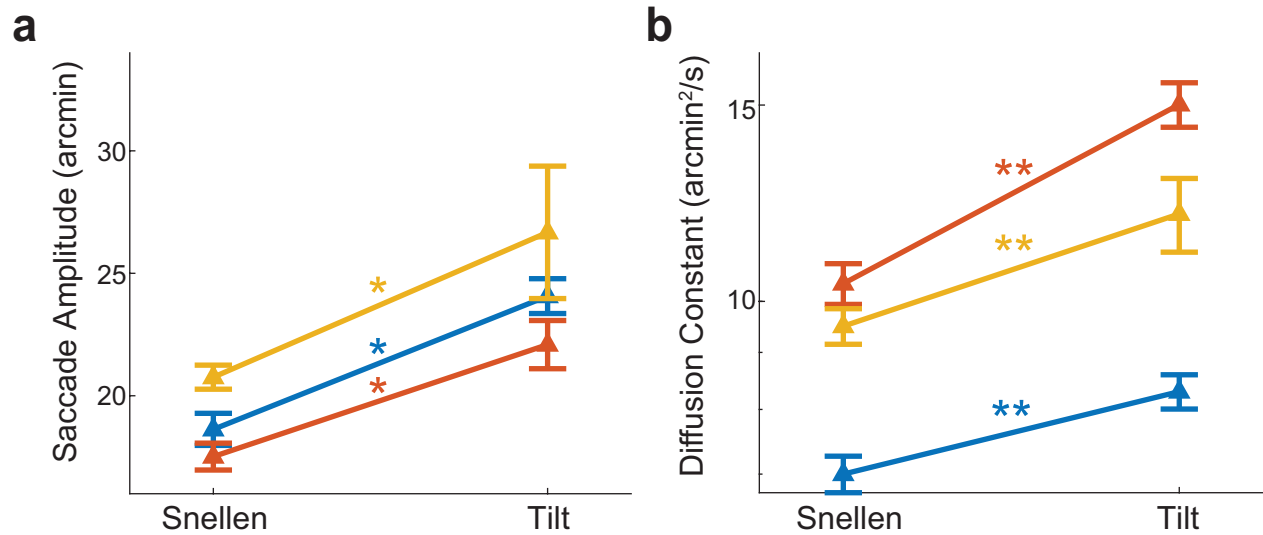 a
Saccade Amplitude (arcmin)
30
25
20
*
*
*
Snellen
Tilt
b
Diffusion Constant (arcmin²/s)
15
10
**
**
**
Snellen
Tilt